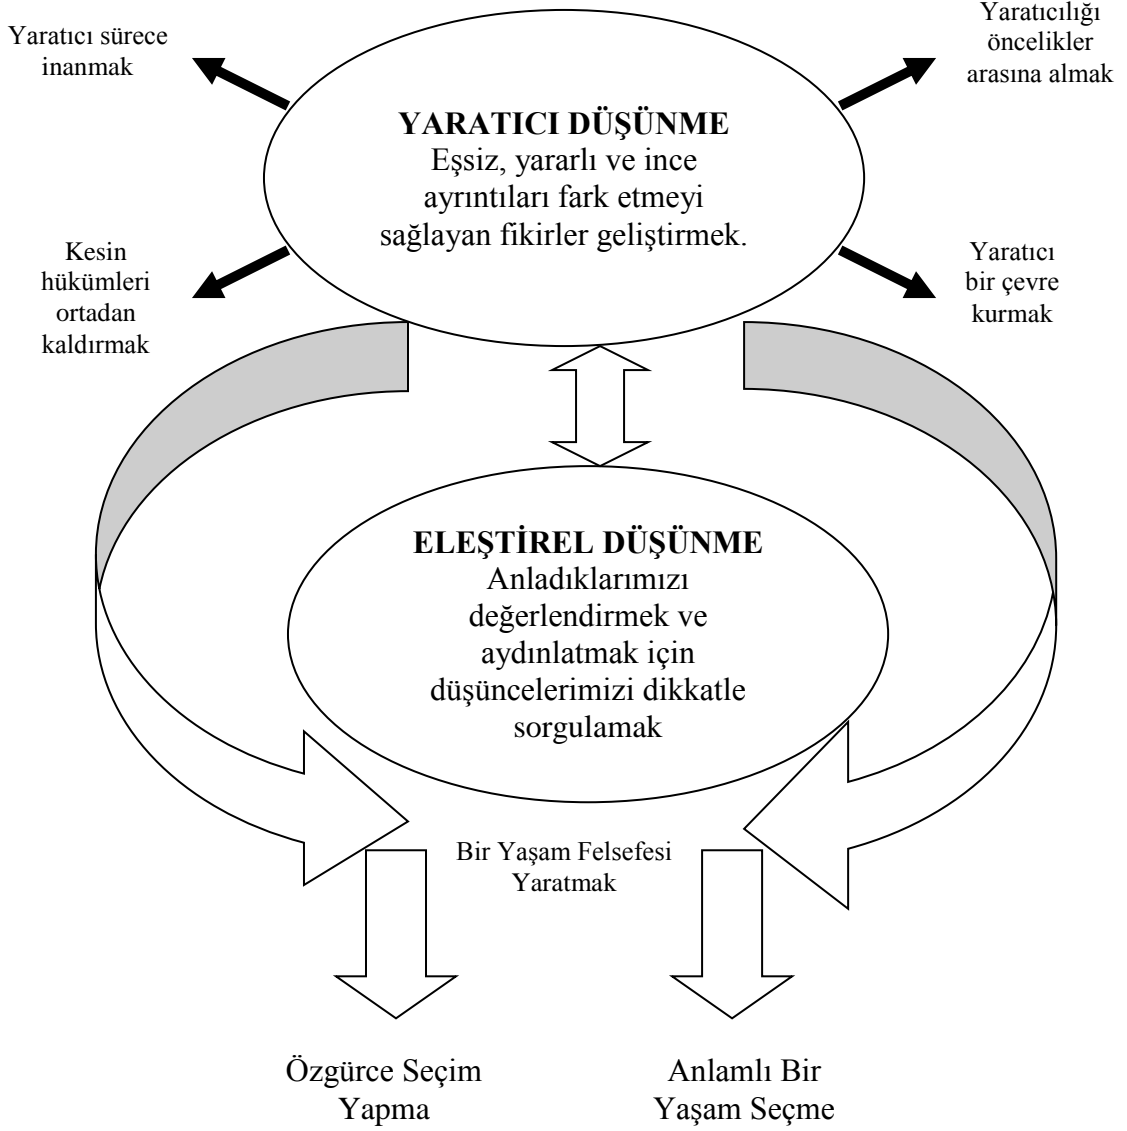 Yaratıcı sürece
inanmak
Yaratıcılığı
öncelikler
arasına almak
YARATICI DÜŞÜNME
Eşsiz, yararlı ve ince
ayrıntıları fark etmeyi
sağlayan fikirler geliştirmek.
Kesin
hükümleri
ortadan
kaldırmak
Yaratıcı
bir çevre
kurmak
ELEŞTİREL DÜŞÜNME
Anladıklarımızı
değerlendirmek ve
aydınlatmak için
düşüncelerimizi dikkatle
sorgulamak
Bir Yaşam Felsefesi
Yaratmak
Özgürce Seçim
Yapma
Anlamlı Bir
Yaşam Seçme